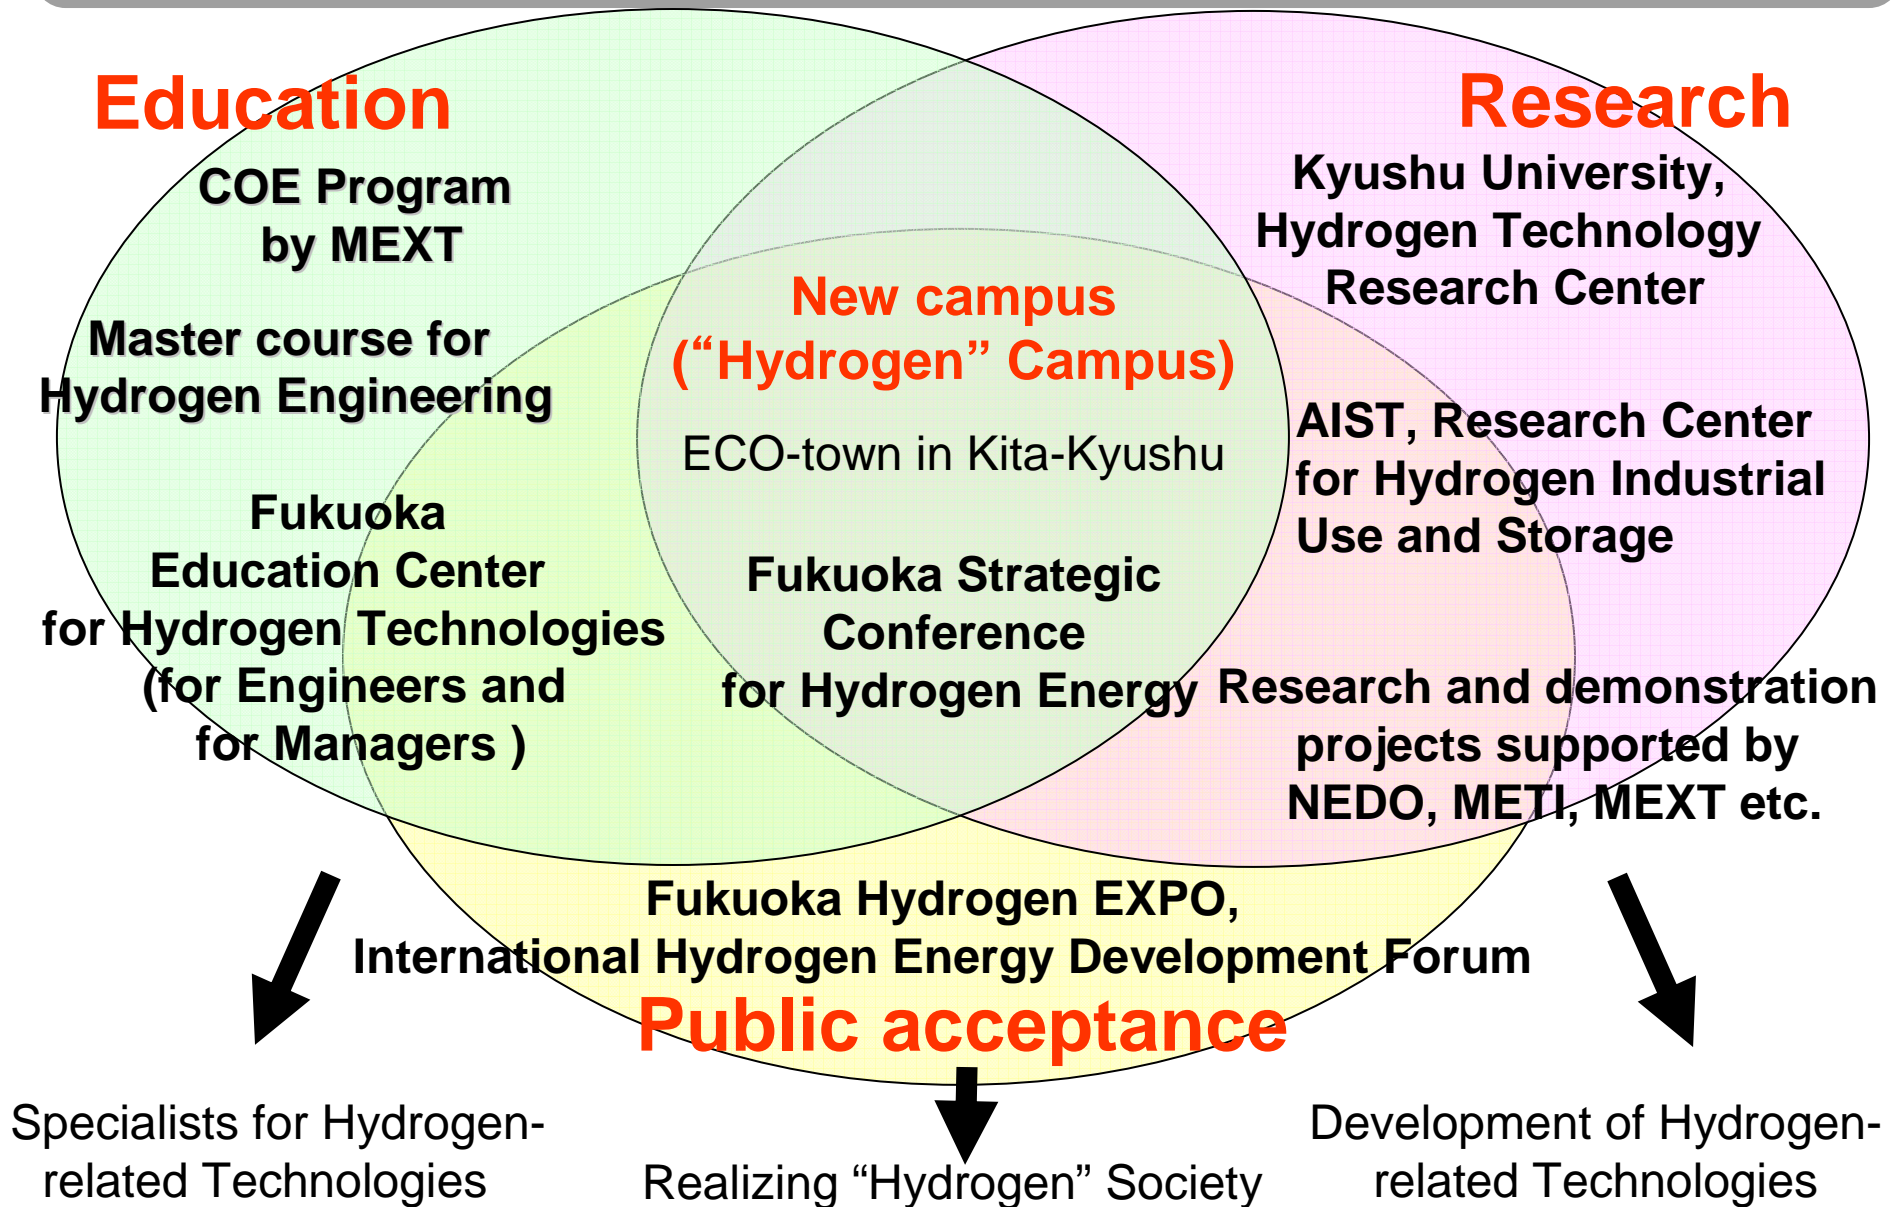 Education
COE Program
by MEXT
Master course for
Hydrogen Engineering
Fukuoka
Education Center
for Hydrogen Technologies
(for Engineers and
for Managers )
New campus
(“Hydrogen” Campus)
ECO-town in Kita-Kyushu
Fukuoka Strategic
Conference
for Hydrogen Energy
Research
Kyushu University,
Hydrogen Technology
Research Center
AIST, Research Center
for Hydrogen Industrial
Use and Storage
Research and demonstration
projects supported by
NEDO, METI, MEXT etc.
Fukuoka Hydrogen EXPO,
International Hydrogen Energy Development Forum
Public acceptance
Specialists for Hydrogen-
related Technologies
Realizing “Hydrogen” Society
Development of Hydrogen-
related Technologies